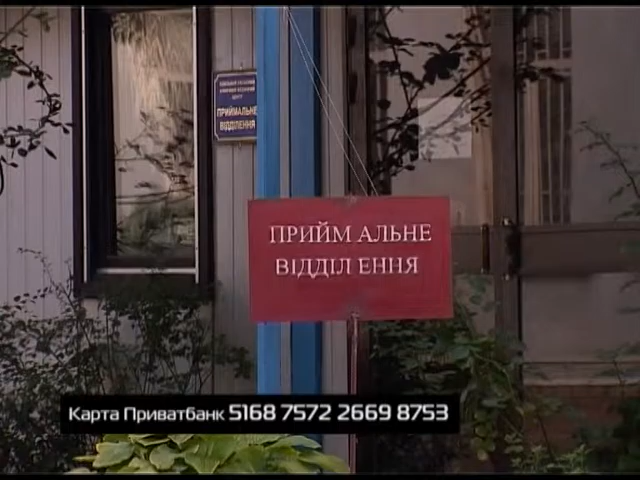 ПРИЙМАЛЬНЕ
ВІДДІЛЕННЯ
ПРИЙМ АЛЬНЕ
ВІДДІЛ ЕННЯ
Карта Приватбанк 5168 7572 2669 8753